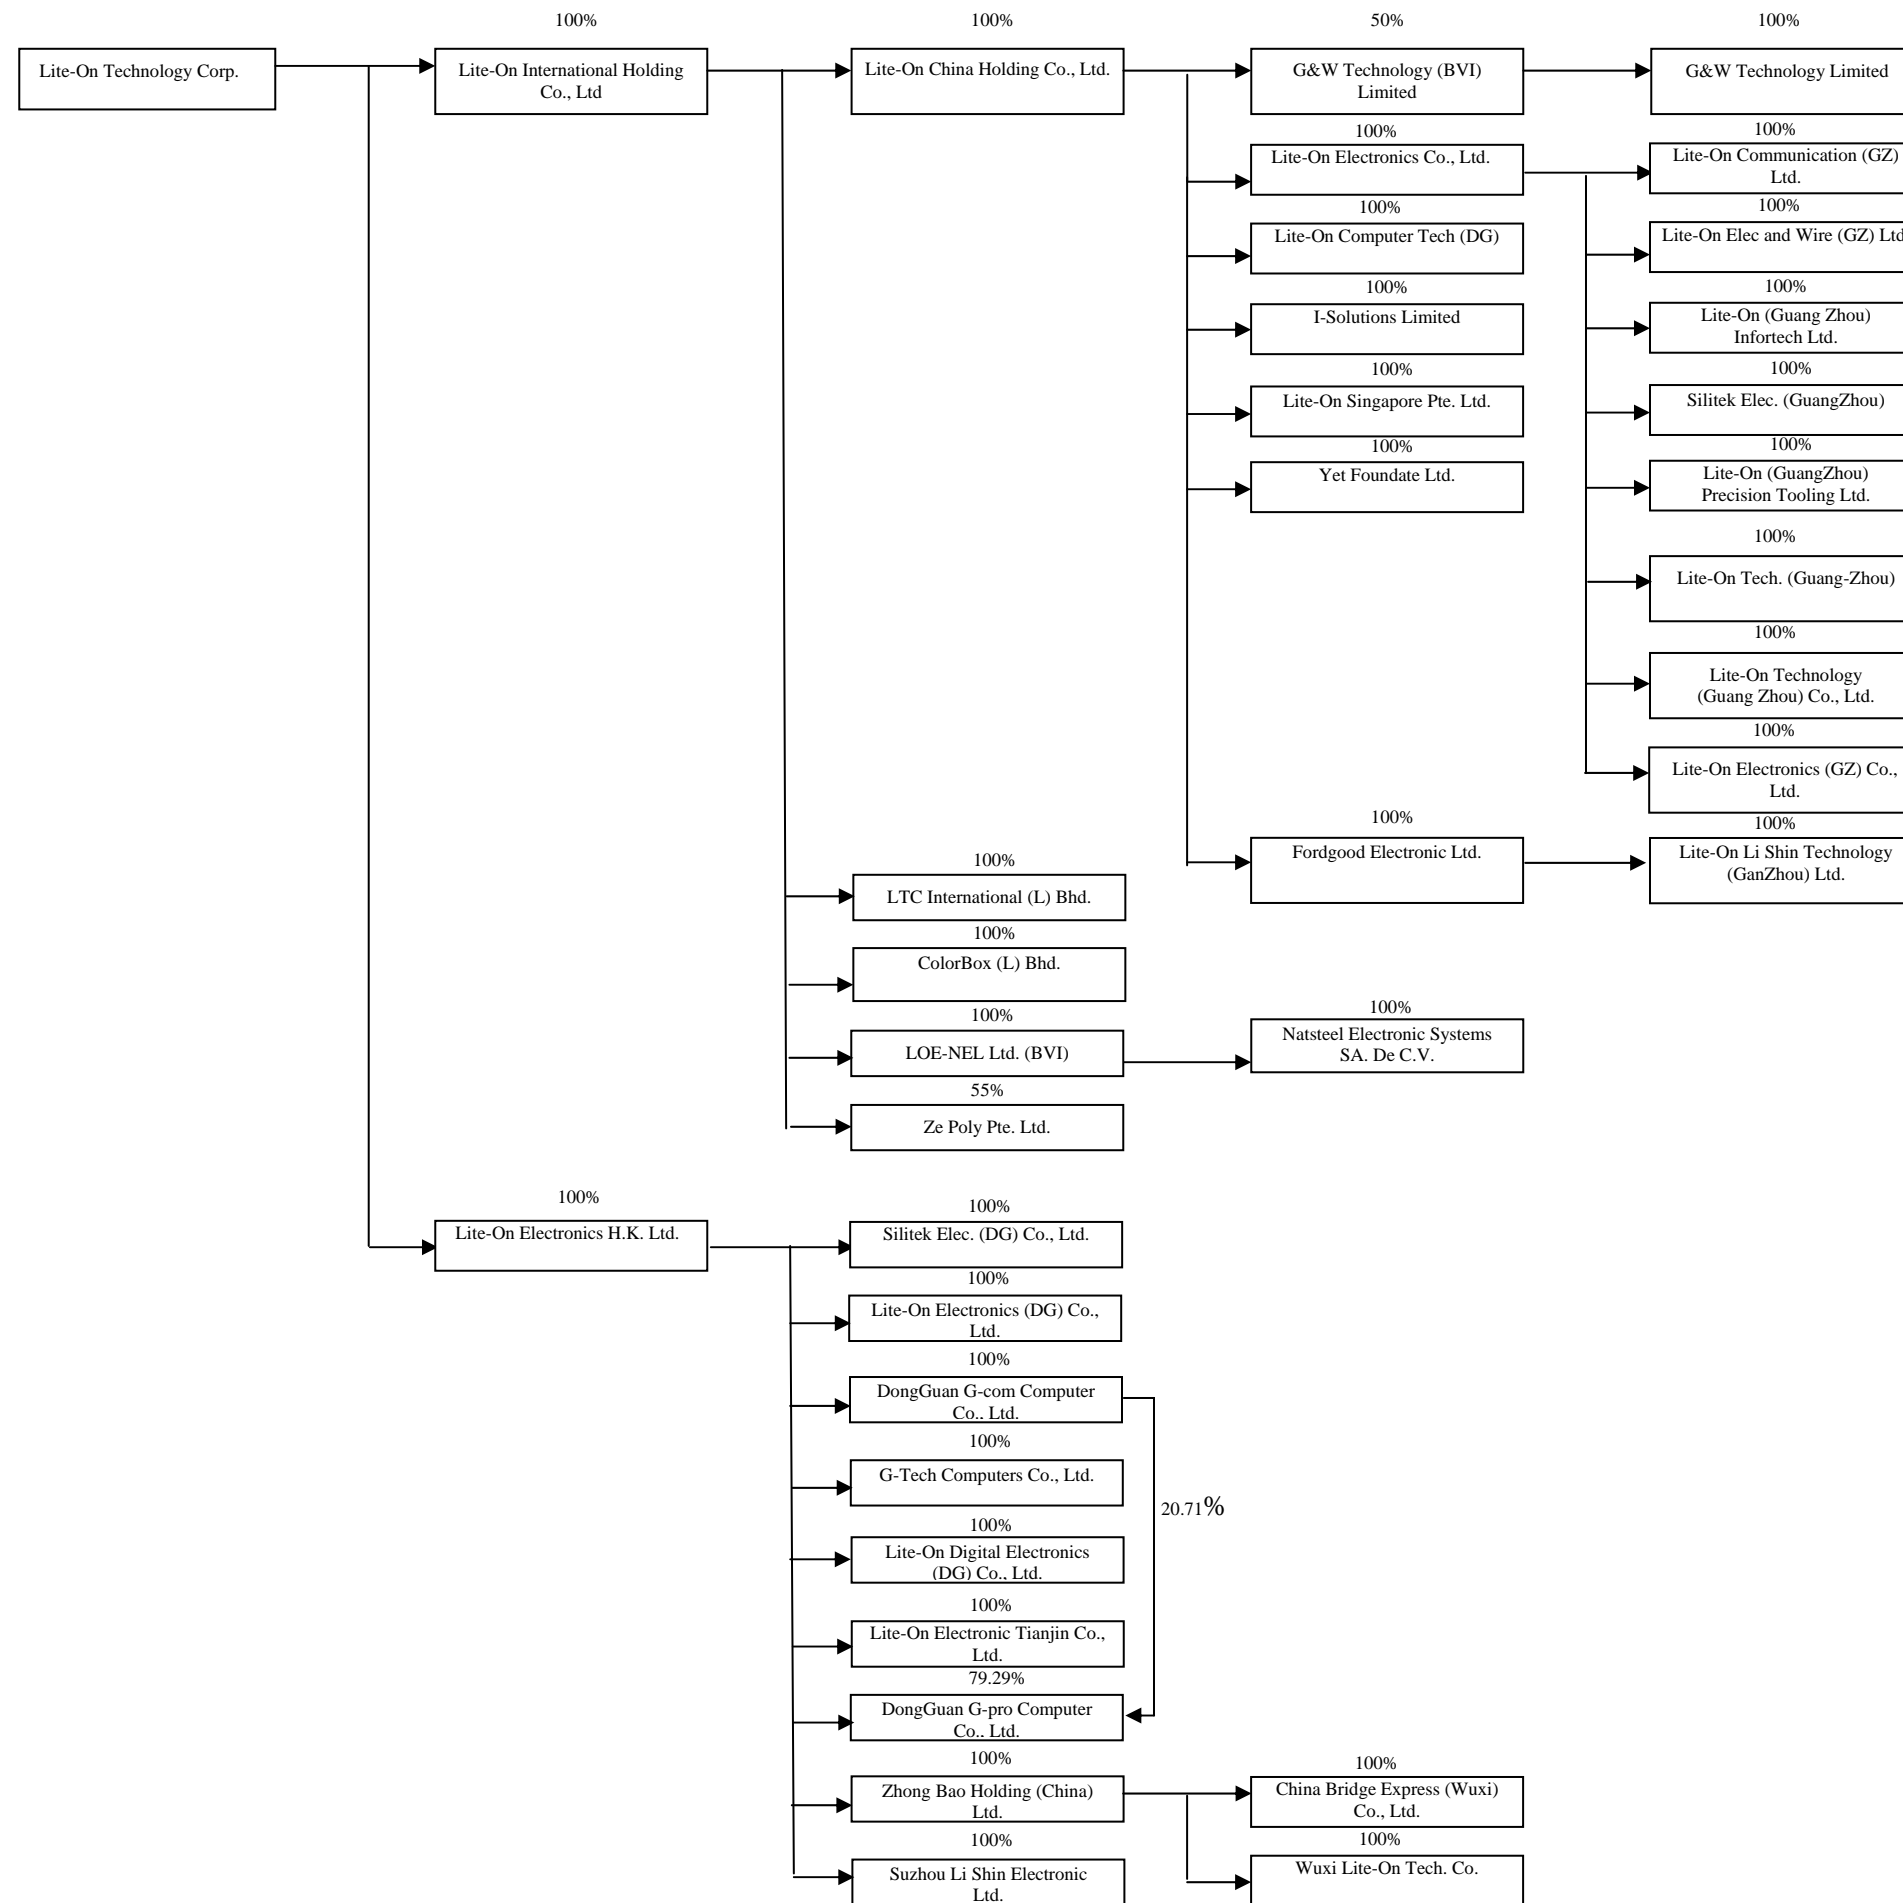 100%
100%
50%
100%
Lite-On Technology Corp.
Lite-On International Holding
Co., Ltd
Lite-On China Holding Co., Ltd.
G&W Technology (BVI)
Limited
G&W Technology Limited
100%
Lite-On Electronics Co., Ltd.
100%
Lite-On Communication (GZ)
Ltd.
100%
Lite-On Computer Tech (DG)
100%
Lite-On Elec and Wire (GZ) Ltd
100%
I-Solutions Limited
100%
Lite-On (Guang Zhou)
Infortech Ltd.
100%
Lite-On Singapore Pte. Ltd.
100%
Silitek Elec. (GuangZhou)
100%
Yet Foundate Ltd.
100%
Lite-On (GuangZhou)
Precision Tooling Ltd.
100%
Lite-On Tech. (Guang-Zhou)
100%
Lite-On Technology
(Guang Zhou) Co., Ltd.
100%
Lite-On Electronics (GZ) Co.,
Ltd.
100%
Fordgood Electronic Ltd.
100%
Lite-On Li Shin Technology
(GanZhou) Ltd.
100%
LTC International (L) Bhd.
100%
ColorBox (L) Bhd.
100%
LOE-NEL Ltd. (BVI)
100%
Natsteel Electronic Systems
SA. De C.V.
55%
Ze Poly Pte. Ltd.
100%
Lite-On Electronics H.K. Ltd.
100%
Silitek Elec. (DG) Co., Ltd.
100%
Lite-On Electronics (DG) Co.,
Ltd.
100%
DongGuan G-com Computer
Co., Ltd.
100%
G-Tech Computers Co., Ltd.
20.71%
100%
Lite-On Digital Electronics
(DG) Co., Ltd.
100%
Lite-On Electronic Tianjin Co.,
Ltd.
79.29%
DongGuan G-pro Computer
Co., Ltd.
100%
Zhong Bao Holding (China)
Ltd.
100%
China Bridge Express (Wuxi)
Co., Ltd.
100%
Suzhou Li Shin Electronic
Ltd.
100%
Wuxi Lite-On Tech. Co.